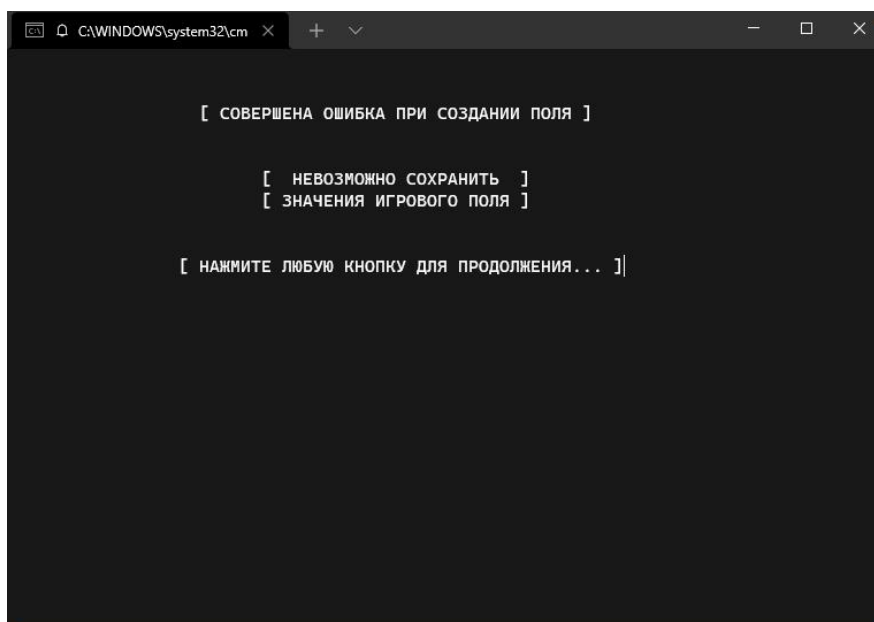 C:\WINDOWS\system32\cm
[ СОВЕРШЕНА ОШИБКА ПРИ СОЗДАНИИ ПОЛЯ ]
[ НЕВОЗМОЖНО СОХРАНИТЬ ]
[ ЗНАЧЕНИЯ ИГРОВОГО ПОЛЯ ]
[ НАЖМИТЕ ЛЮБУЮ КНОПКУ ДЛЯ ПРОДОЛЖЕНИЯ... ]